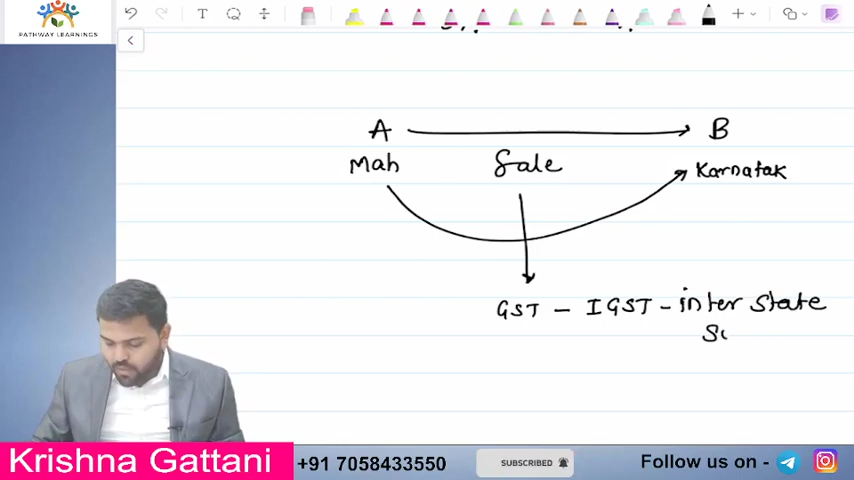 PATHWAY LEARNINGS
T
A B
Mah Sale Karnatak
GST - IGST - inter State
Krishna Gattani +91 7058433550 SUBSCRIBED Follow us on -